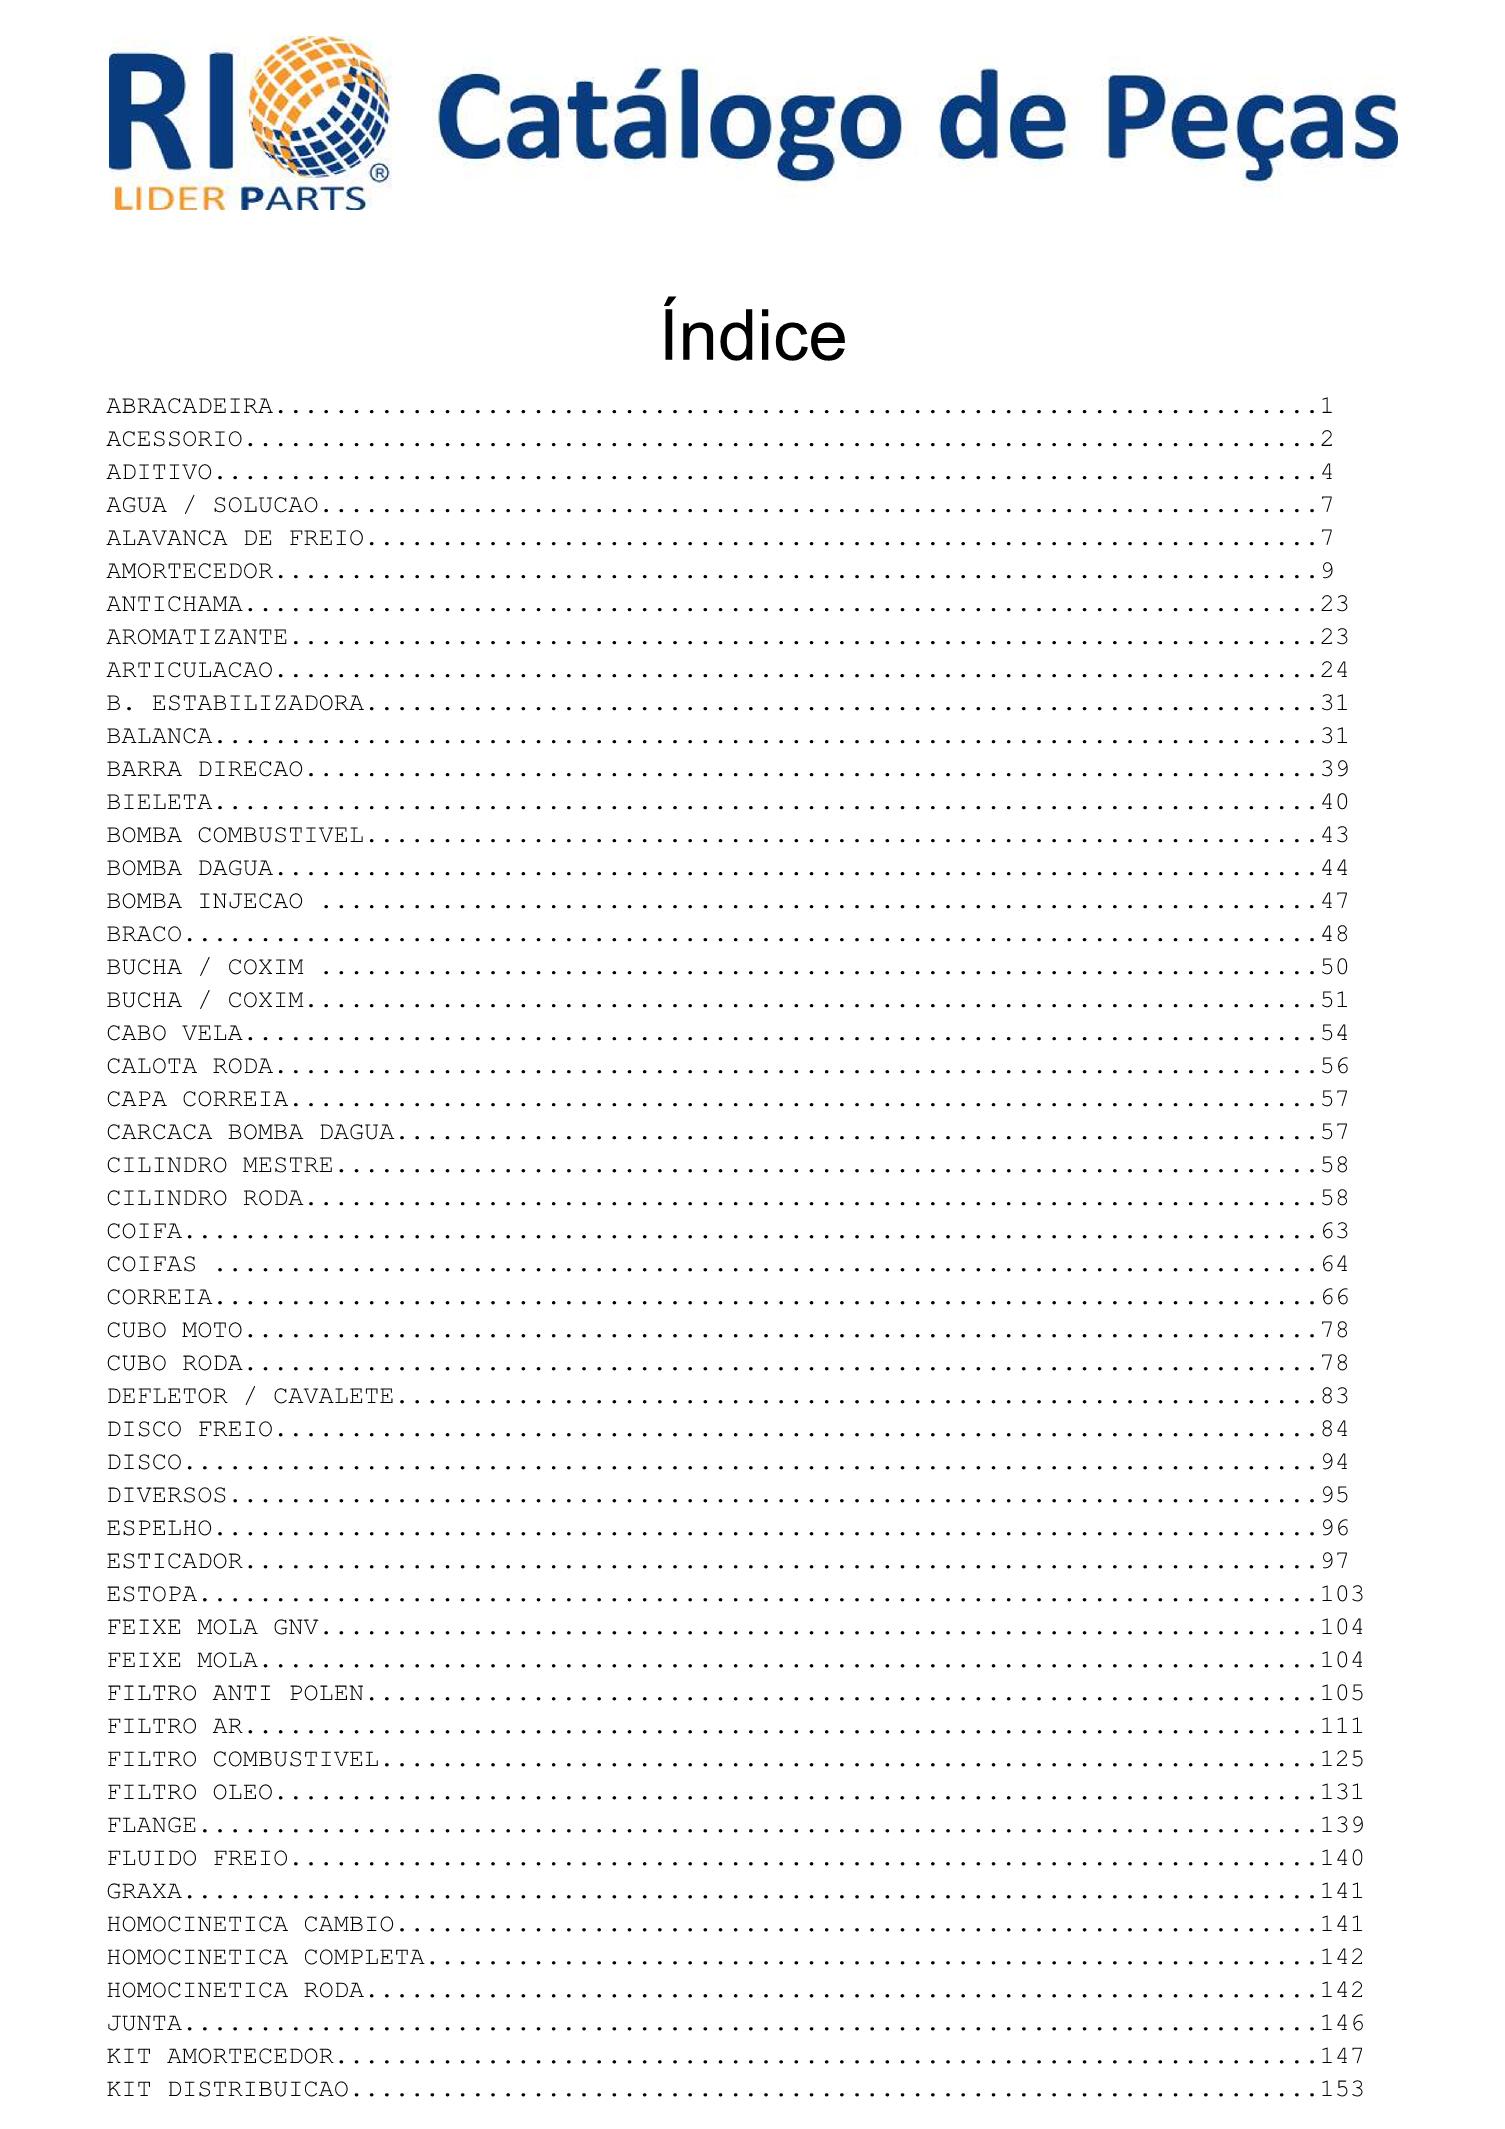 RIO Catálogo de Peças
®
LIDER PARTS
Índice
ABRACADEIRA.....................................................................1
ACESSORIO.......................................................................2
ADITIVO.........................................................................4
AGUA / SOLUCAO..................................................................7
ALAVANCA DE FREIO...............................................................7
AMORTECEDOR.....................................................................9
ANTICHAMA.......................................................................23
AROMATIZANTE....................................................................23
ARTICULACAO.....................................................................24
B. ESTABILIZADORA...............................................................31
BALANCA.........................................................................31
BARRA DIRECAO...................................................................39
BIELETA.........................................................................40
BOMBA COMBUSTIVEL...............................................................43
BOMBA DAGUA.....................................................................44
BOMBA INJECAO ..................................................................47
BRACO...........................................................................48
BUCHA / COXIM ..................................................................50
BUCHA / COXIM...................................................................51
CABO VELA.......................................................................54
CALOTA RODA.....................................................................56
CAPA CORREIA....................................................................57
CARCACA BOMBA DAGUA.............................................................57
CILINDRO MESTRE.................................................................58
CILINDRO RODA...................................................................58
COIFA...........................................................................63
COIFAS .........................................................................64
CORREIA.........................................................................66
CUBO MOTO.......................................................................78
CUBO RODA.......................................................................78
DEFLETOR / CAVALETE.............................................................83
DISCO FREIO.....................................................................84
DISCO...........................................................................94
DIVERSOS........................................................................95
ESPELHO.........................................................................96
ESTICADOR.......................................................................97
ESTOPA..........................................................................103
FEIXE MOLA GNV..................................................................104
FEIXE MOLA......................................................................104
FILTRO ANTI POLEN...............................................................105
FILTRO AR.......................................................................111
FILTRO COMBUSTIVEL..............................................................125
FILTRO OLEO.....................................................................131
FLANGE..........................................................................139
FLUIDO FREIO....................................................................140
GRAXA...........................................................................141
HOMOCINETICA CAMBIO.............................................................141
HOMOCINETICA COMPLETA...........................................................142
HOMOCINETICA RODA...............................................................142
JUNTA...........................................................................146
KIT AMORTECEDOR.................................................................147
KIT DISTRIBUICAO................................................................153